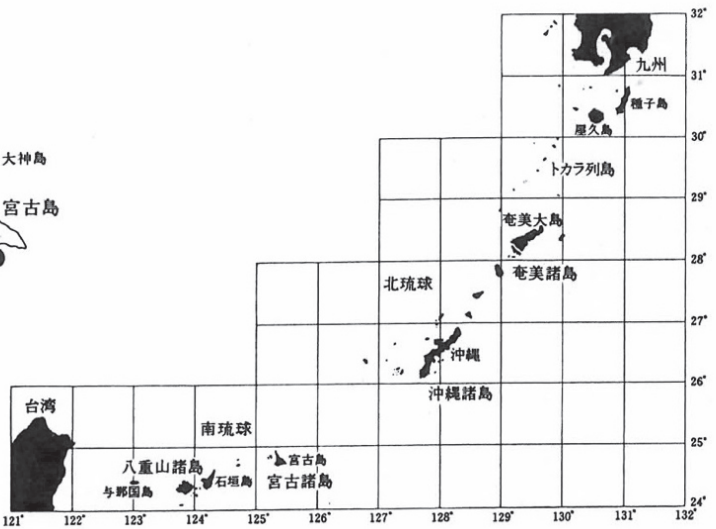 32°
九州
31°
種子島
屋久島
30°
大神島
トカラ列島
宮古島
29°
奄美大島
28°
奄美諸島
北琉球
27°
沖縄
26°
沖縄諸島
台湾
南琉球
25°
八重山諸島
宮古島
与那国島
石垣島
宮古諸島
24°
121° 122° 123° 124° 125° 126° 127° 128° 129° 130° 131° 132°